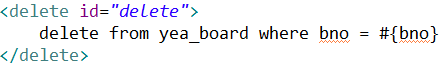 <delete id="delete">
delete from yea_board where bno = #{bno}
</delete>